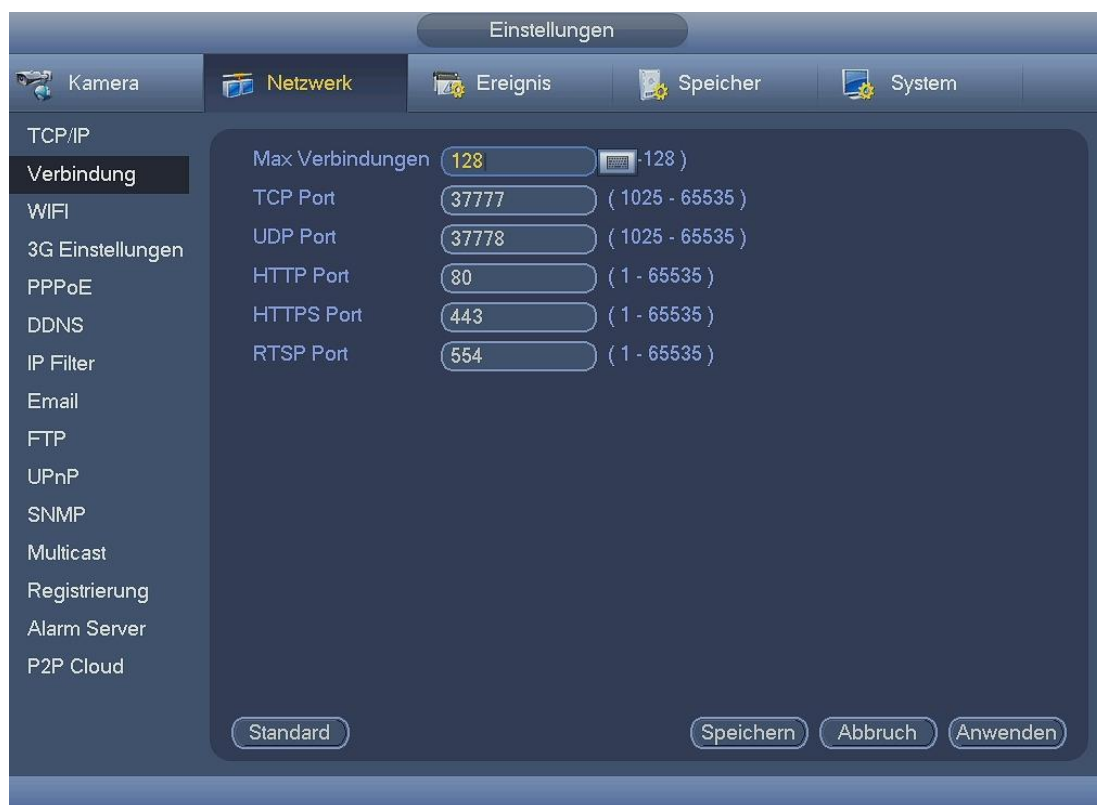 Einstellungen
Kamera Netzwerk Ereignis Speicher System
TCP/IP
Verbindung
WIFI
3G Einstellungen
PPPoE
DDNS
IP Filter
Email
FTP
UPnP
SNMP
Multicast
Registrierung
Alarm Server
P2P Cloud
Max Verbindungen 128 -128 )
TCP Port 37777 ( 1025 - 65535 )
UDP Port 37778 ( 1025 - 65535 )
HTTP Port 80 ( 1 - 65535 )
HTTPS Port 443 ( 1 - 65535 )
RTSP Port 554 ( 1 - 65535 )
Standard Speichern Abbruch Anwenden